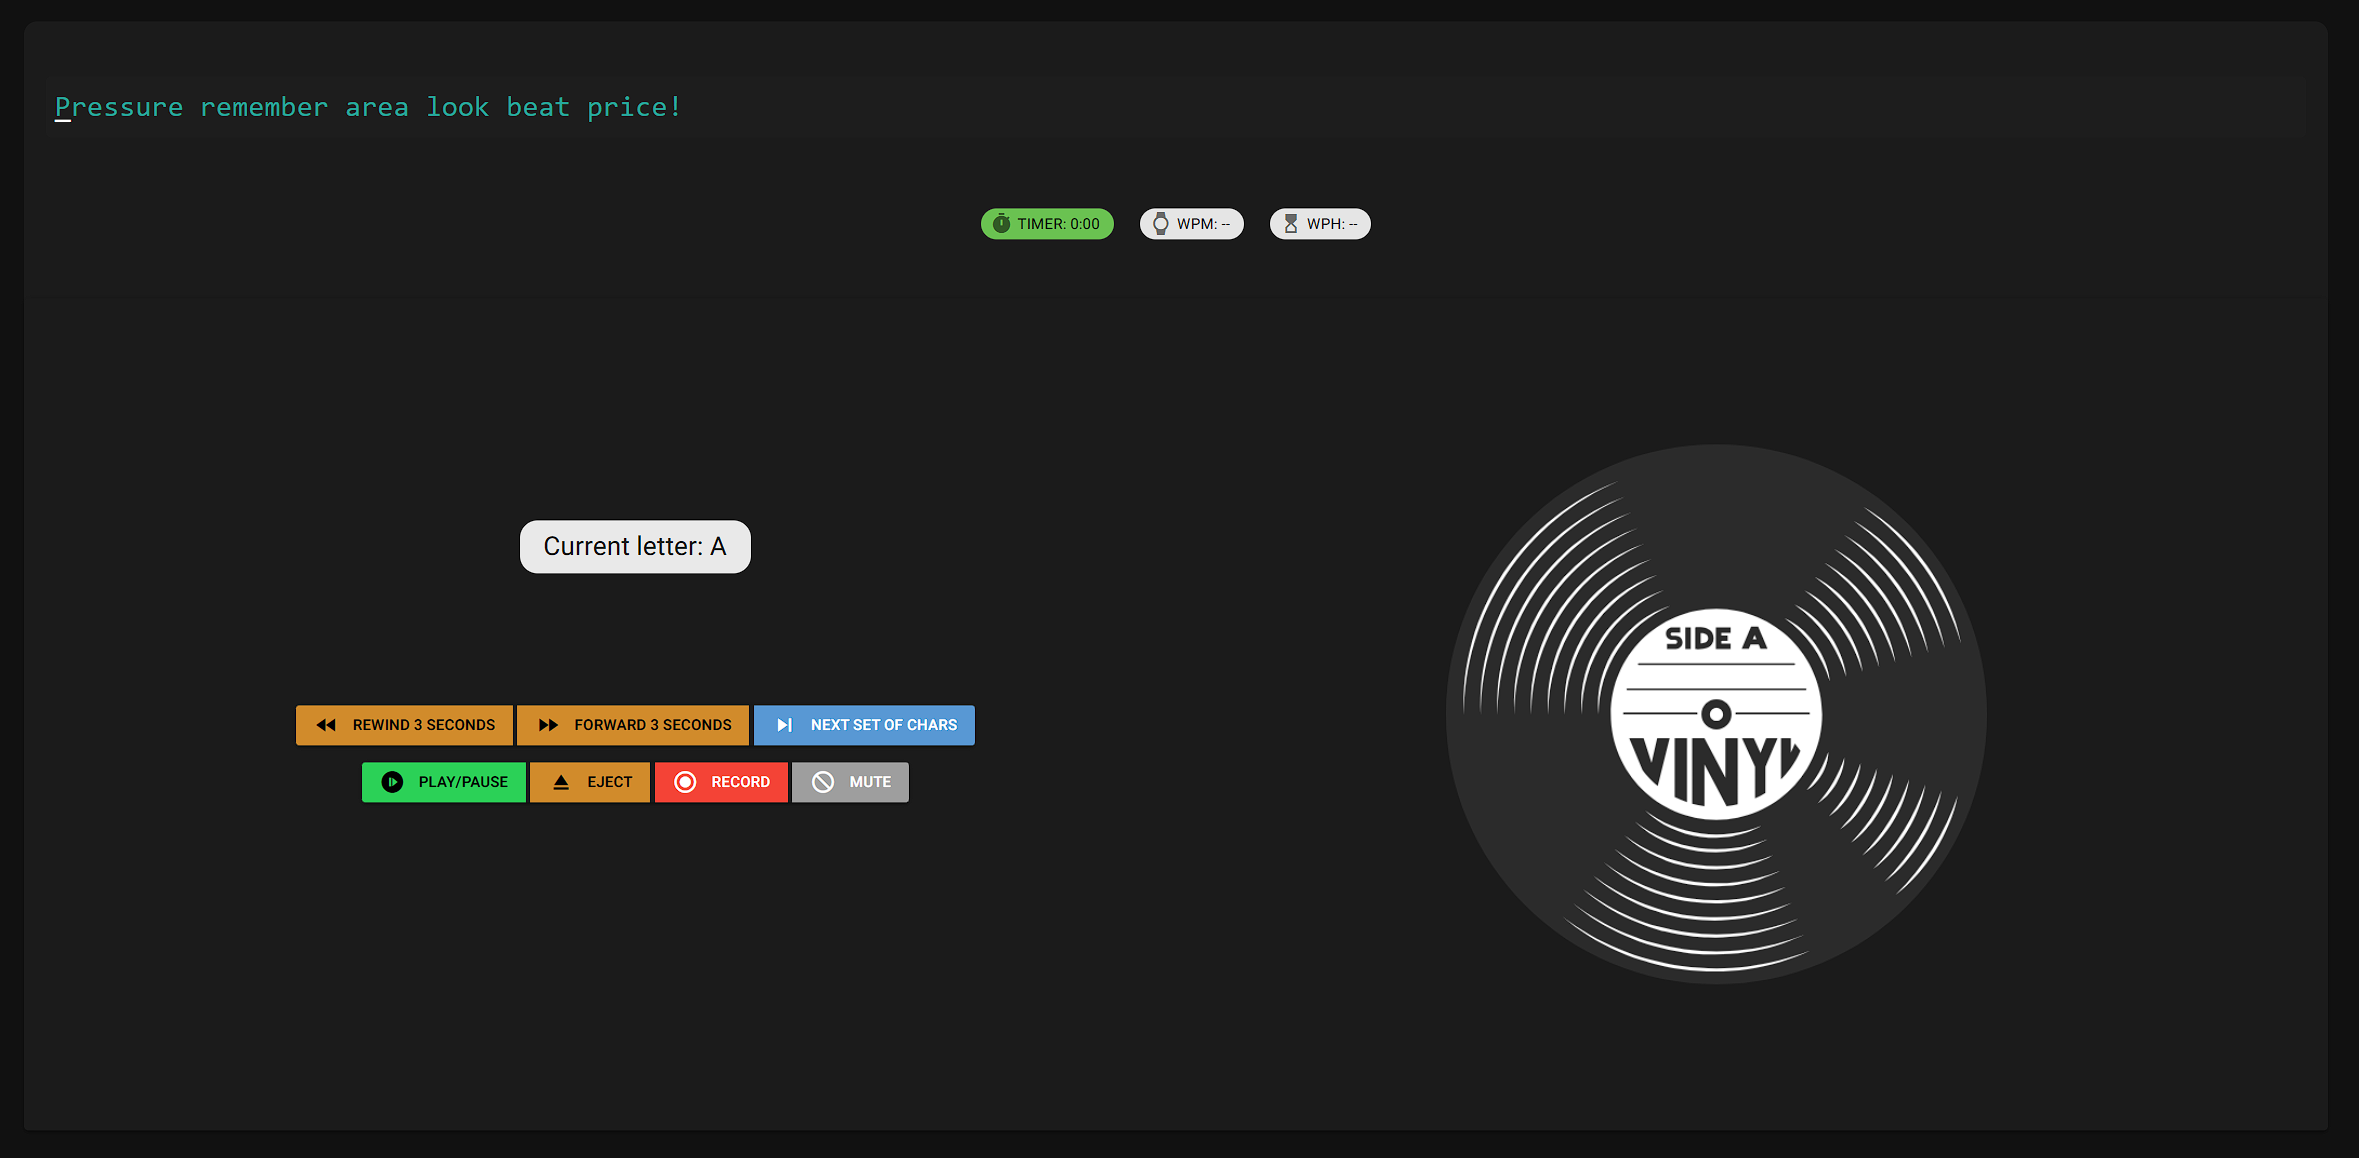 Pressure remember area look beat price!
TIMER: 0:00
WPM: --
WPH: --
Current letter: A
REWIND 3 SECONDS
FORWARD 3 SECONDS
NEXT SET OF CHARS
PLAY/PAUSE
EJECT
RECORD
MUTE
SIDE A
VINYL